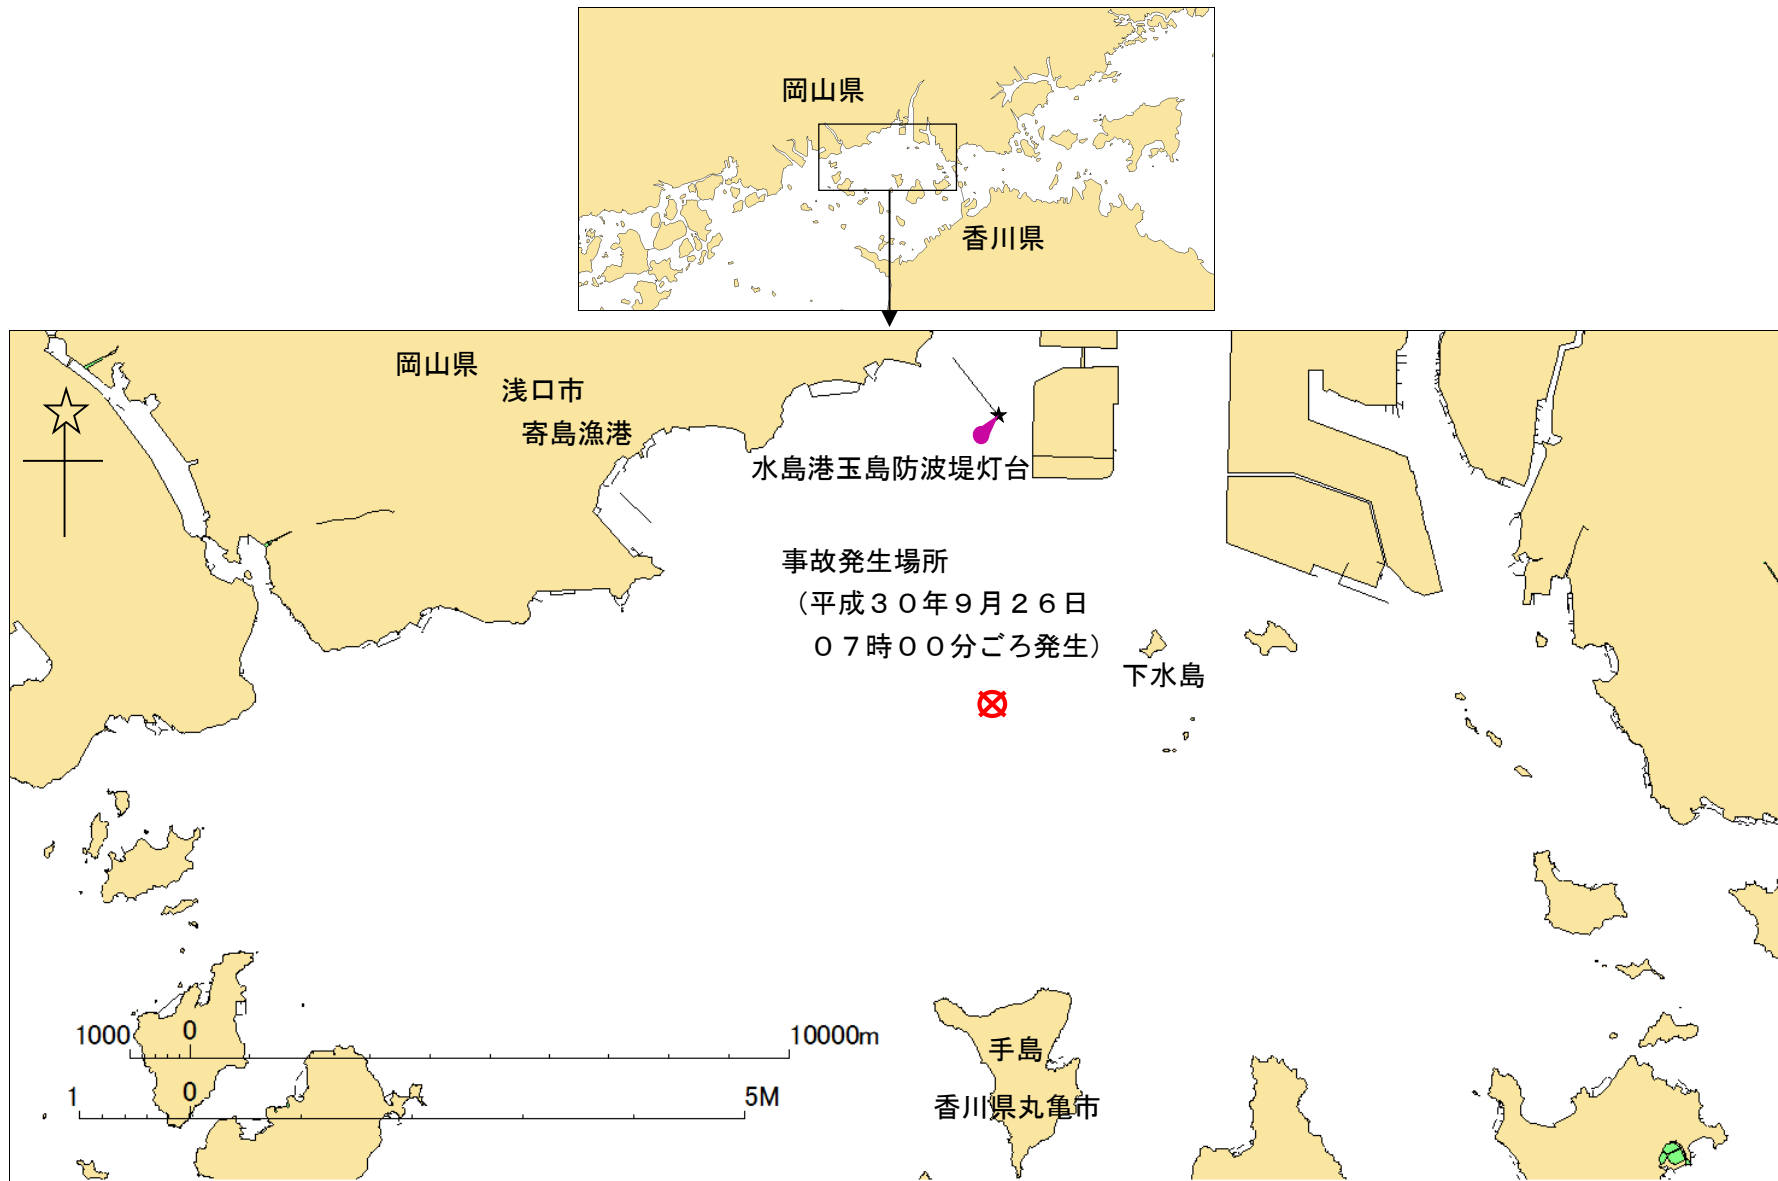 岡山県
香川県
岡山県
浅口市
寄島漁港
水島港玉島防波堤灯台
事故発生場所
（平成３０年９月２６日
０７時００分ごろ発生）
下水島
1000 0 10000m
手島
1 0 5M
香川県丸亀市